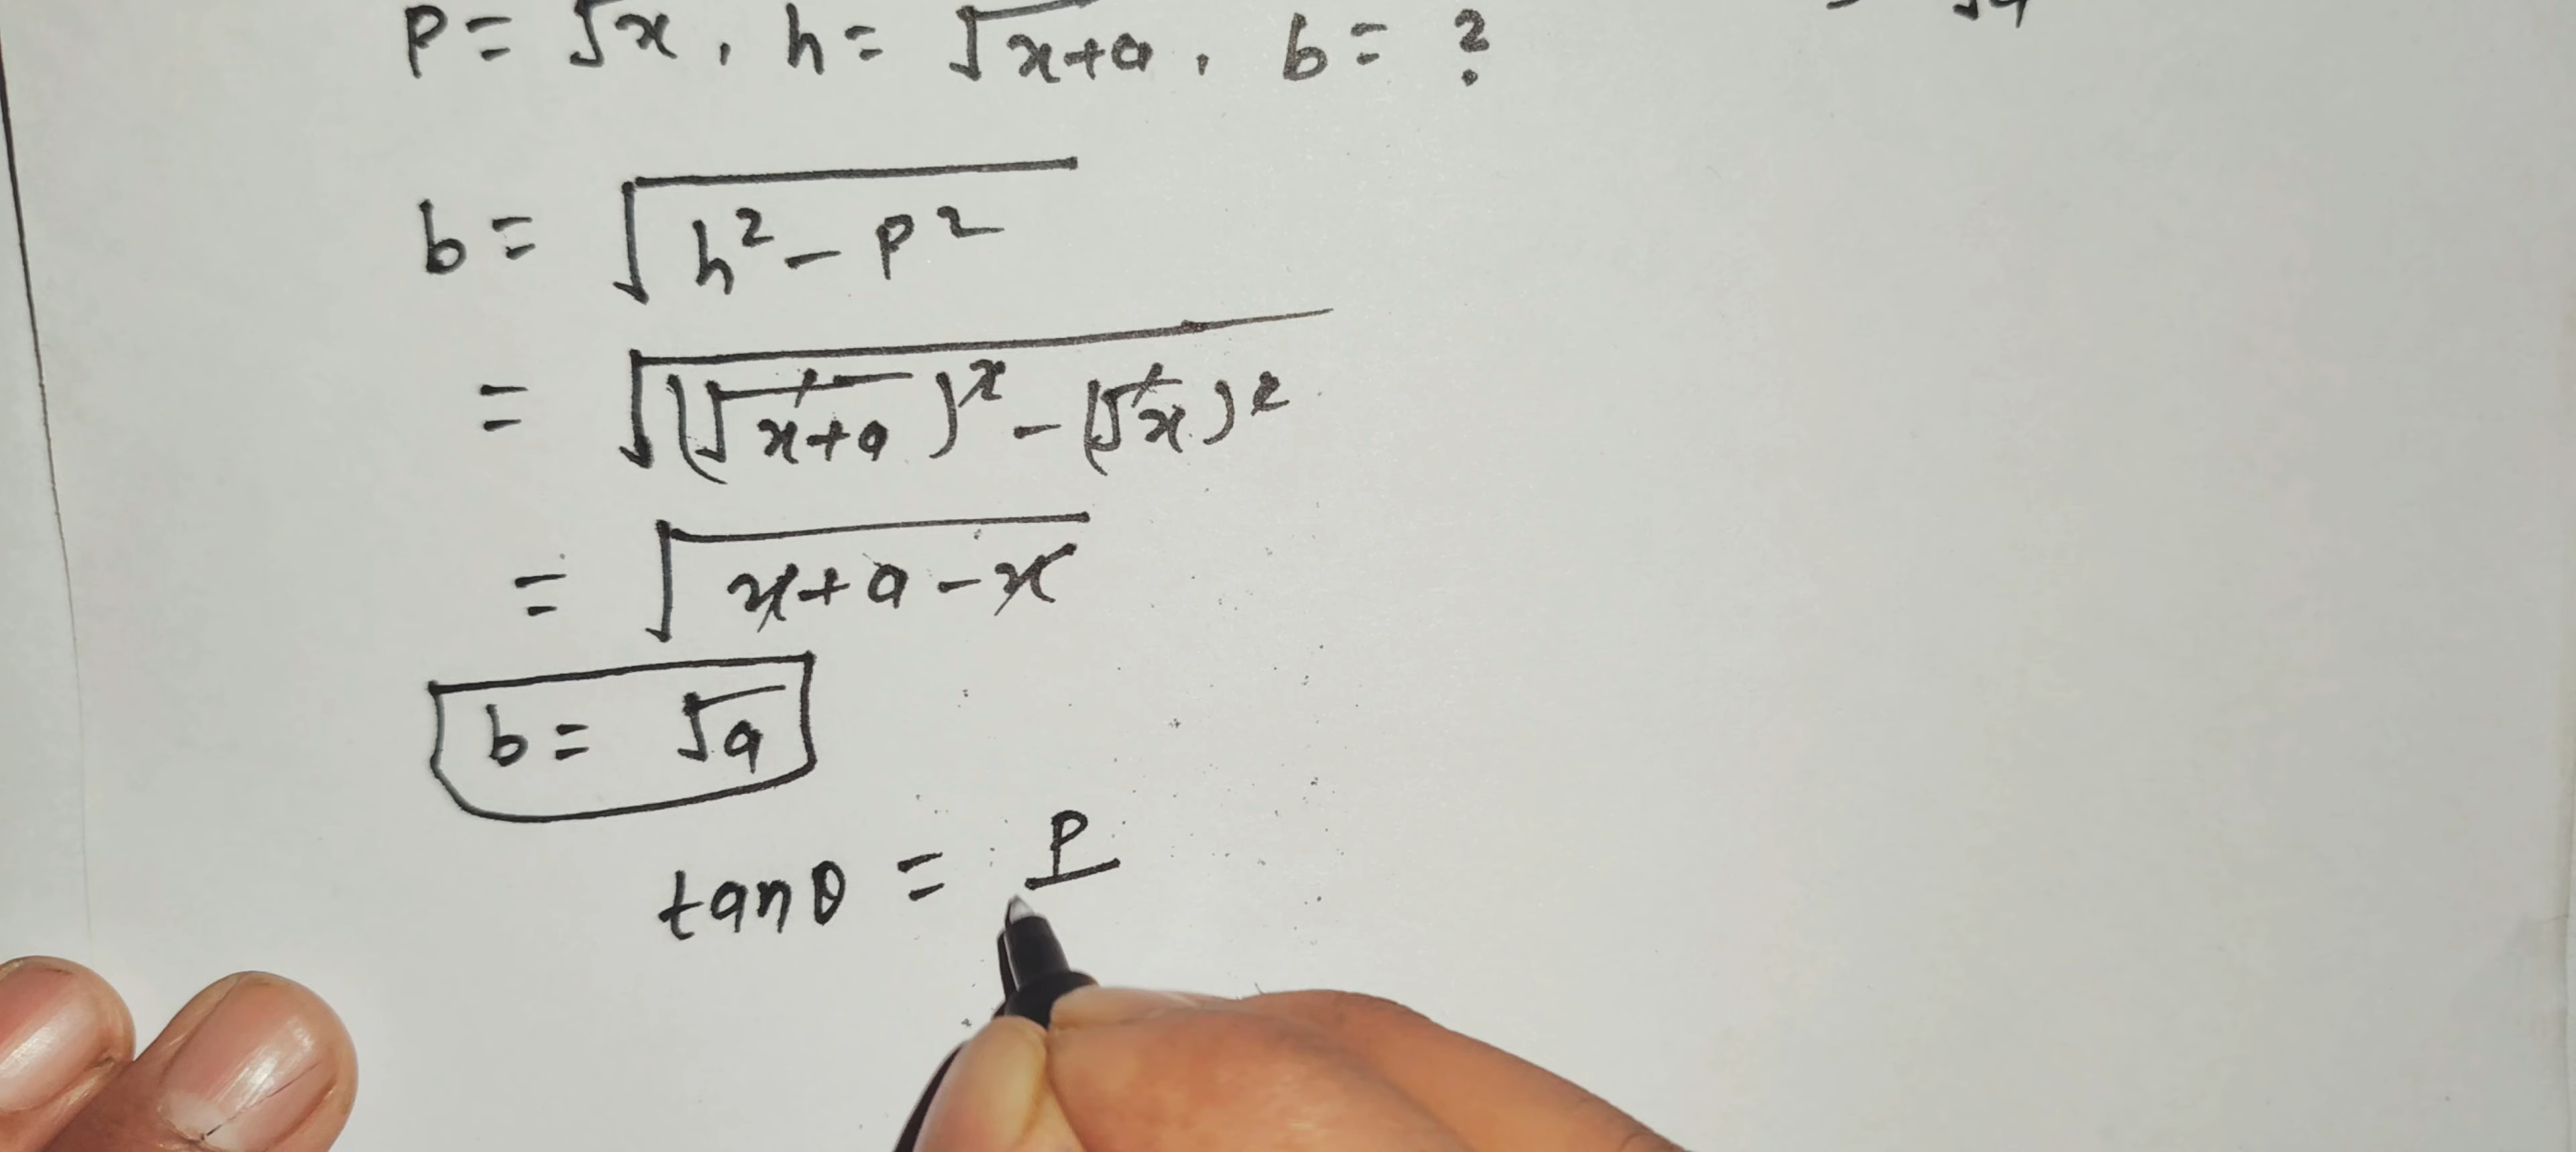 P = √x , h = √x+a , b = ?
b = √h² - P²
= √(√x+a)² - (√x)²
= √x+a-x
b = √a
tanθ = P